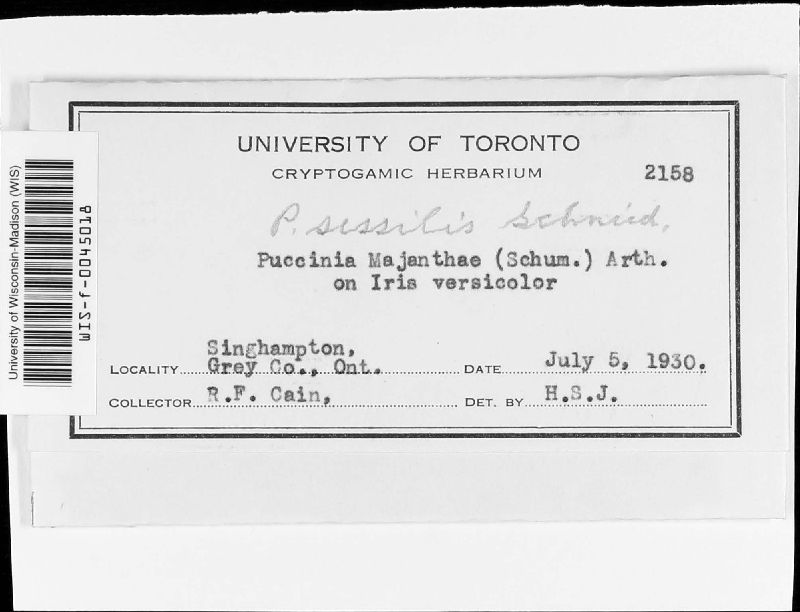 UNIVERSITY OF TORONTO
CRYPTOGAMIC HERBARIUM
2158
P. sessilis Schneid.
Puccinia Majanthae (Schum.) Arth.
on Iris versicolor
Singhampton,
LOCALITY Grey Co., Ont.
DATE July 5, 1930.
COLLECTOR R.F. Cain,
DET. BY H.S.J.
University of Wisconsin-Madison (WIS)
WIS-f-0045018